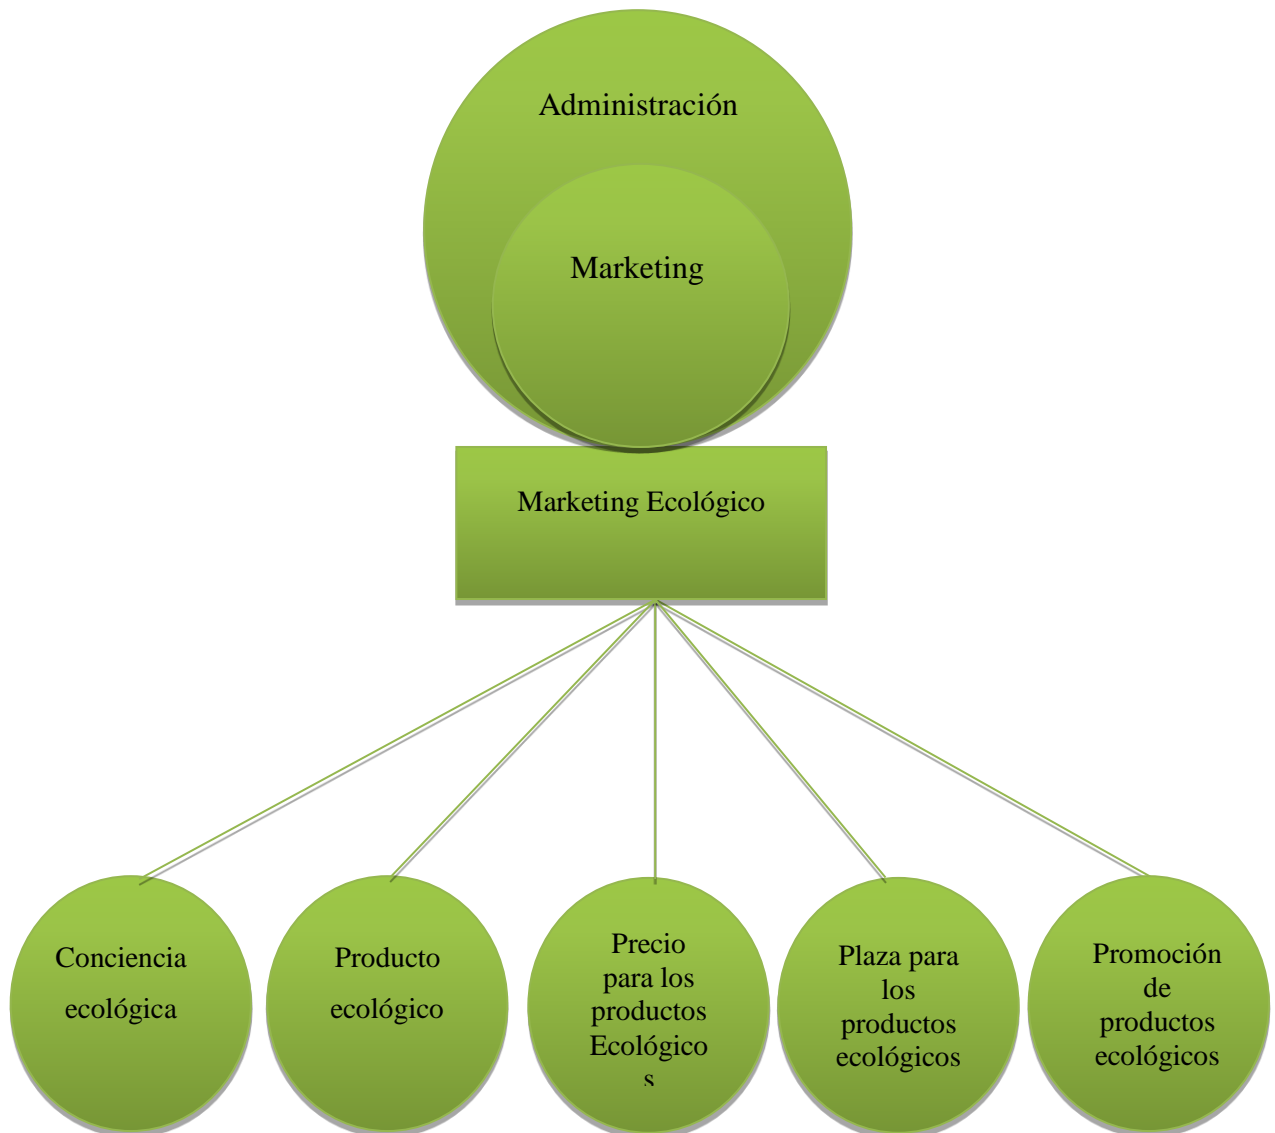 Administración
Marketing
Marketing Ecológico
Conciencia
ecológica
Producto
ecológico
Precio
para los
productos
Ecológico
s
Plaza para
los
productos
ecológicos
Promoción
de
productos
ecológicos